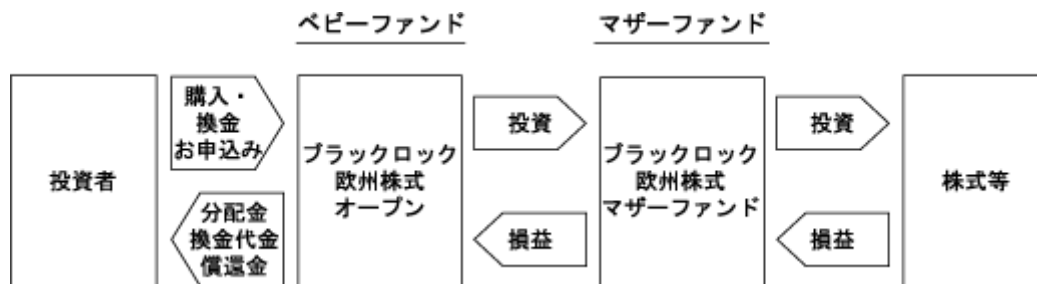 ベビーファンド
マザーファンド
投資者
購入・
換金
お申込み
分配金
換金代金
償還金
ブラックロック
欧州株式
オープン
投資
損益
ブラックロック
欧州株式
マザーファンド
投資
損益
株式等